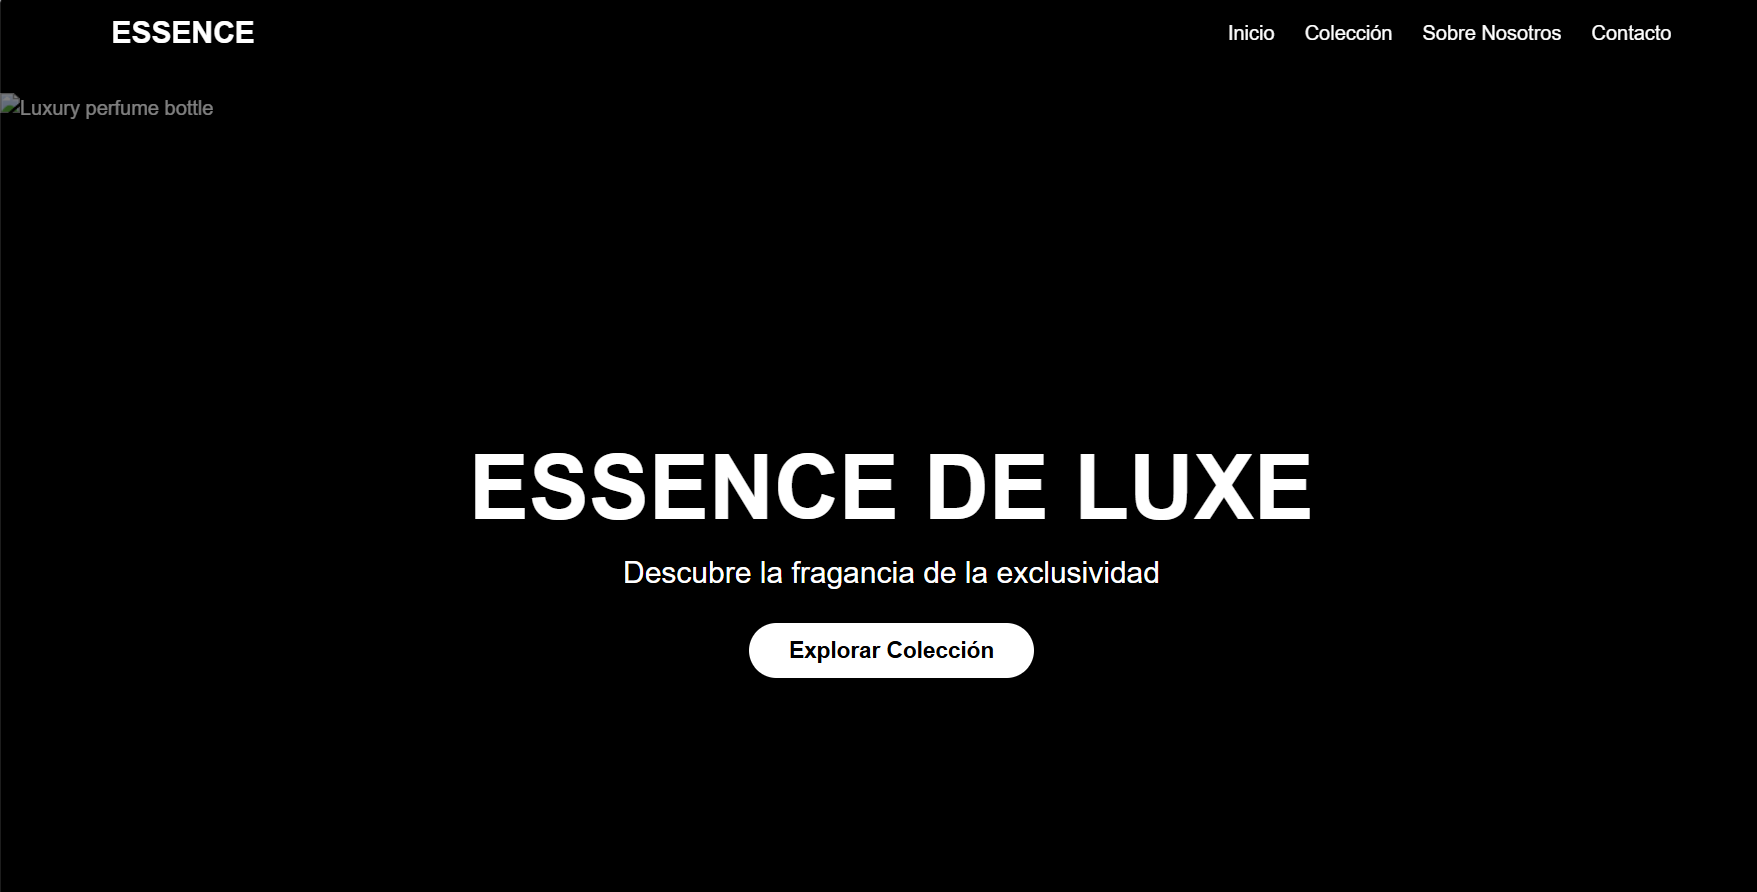 ESSENCE
Inicio Colección Sobre Nosotros Contacto
Luxury perfume bottle
ESSENCE DE LUXE
Descubre la fragancia de la exclusividad
Explorar Colección